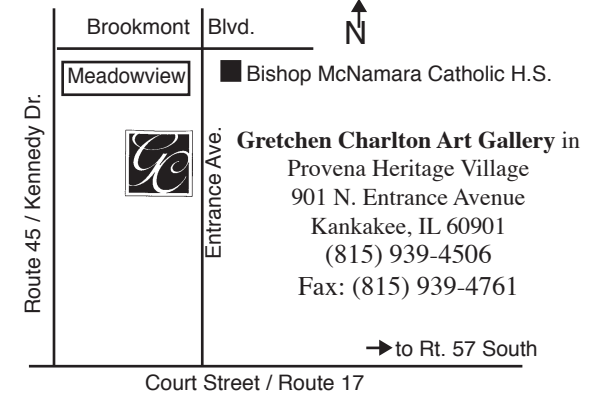 Brookmont Blvd.
N
Meadowview
Bishop McNamara Catholic H.S.
Route 45 / Kennedy Dr.
GC
Entrance Ave.
Gretchen Charlton Art Gallery in
Provena Heritage Village
901 N. Entrance Avenue
Kankakee, IL 60901
(815) 939-4506
Fax: (815) 939-4761
to Rt. 57 South
Court Street / Route 17